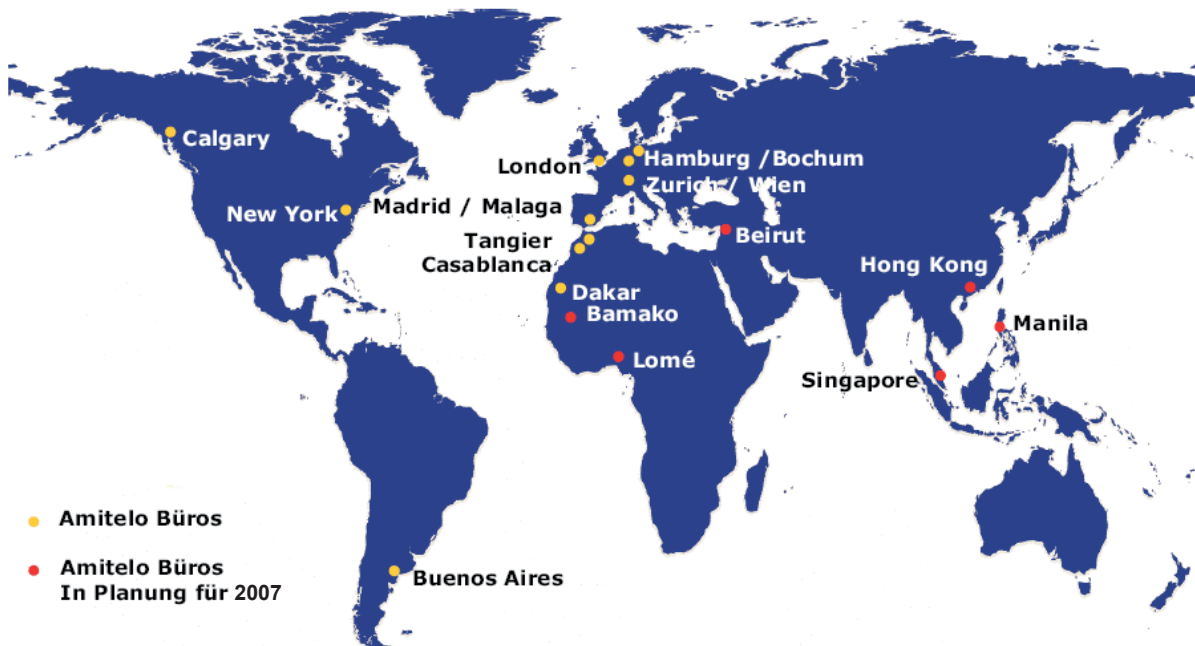 Calgary
London
Hamburg /Bochum
Zurich / Wien
New York
Madrid / Malaga
Tangier
Casablanca
Beirut
Hong Kong
Dakar
Bamako
Manila
Lomé
Singapore
Amitelo Büros
Amitelo Büros
In Planung für 2007
Buenos Aires